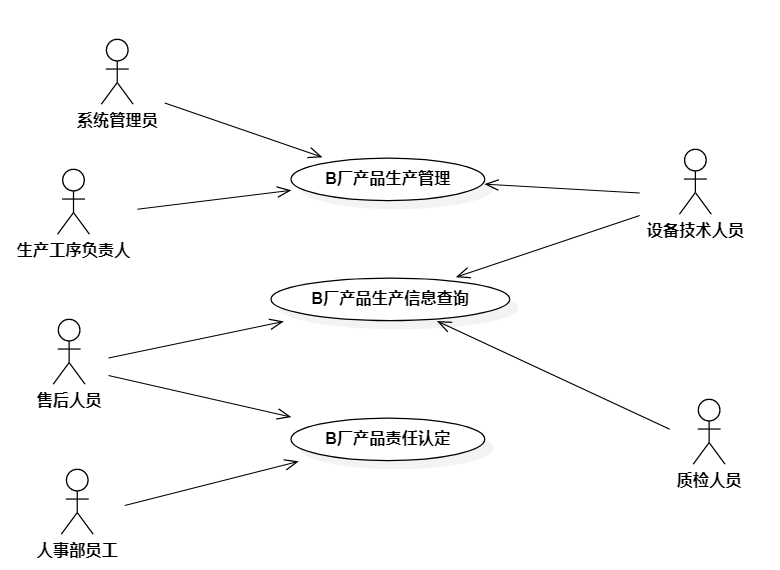 系统管理员
B厂产品生产管理
设备技术人员
生产工序负责人
B厂产品生产信息查询
售后人员
B厂产品责任认定
质检人员
人事部员工